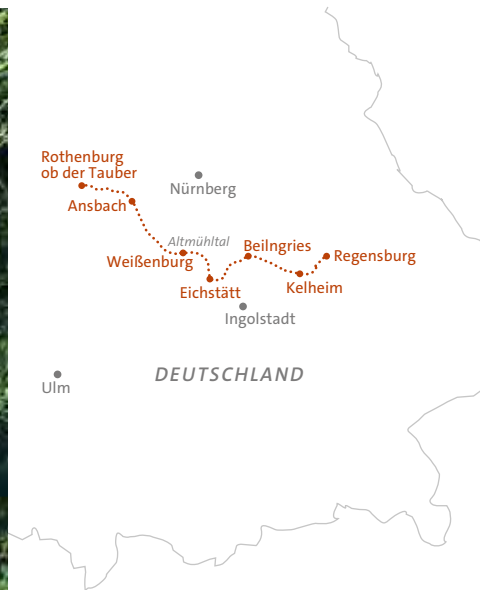 Rothenburg
ob der Tauber
Nürnberg
Ansbach
Altmühltal
Beilngries
Weißenburg
Regensburg
Eichstätt
Kelheim
Ingolstadt
DEUTSCHLAND
Ulm